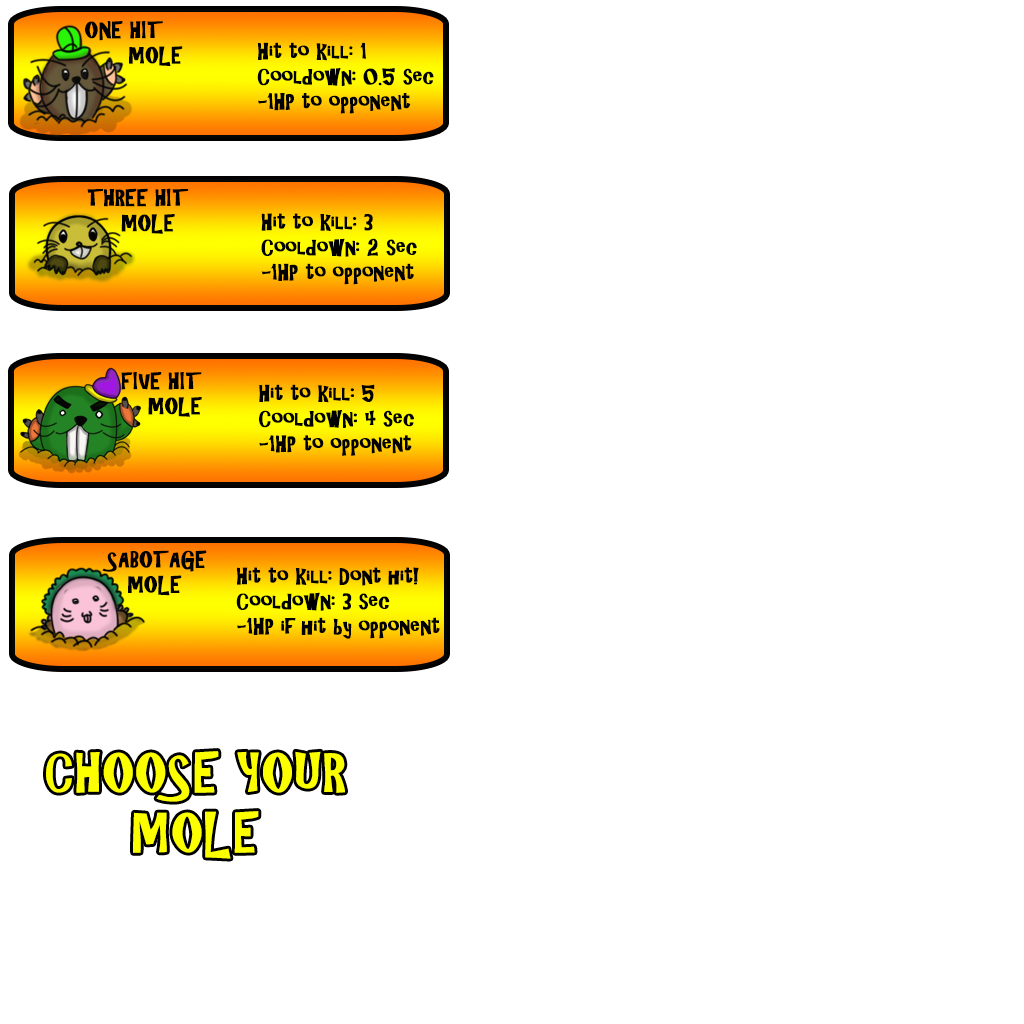 ONE HIT
MOLE
Hit to Kill: 1
Cooldown: 0.5 Sec
-1HP to opponent
THREE HIT
MOLE
Hit to Kill: 3
Cooldown: 2 Sec
-1HP to opponent
FIVE HIT
MOLE
Hit to Kill: 5
Cooldown: 4 Sec
-1HP to opponent
SABOTAGE
MOLE
Hit to Kill: Dont Hit!
Cooldown: 3 Sec
-1HP if Hit by opponent
CHOOSE YOUR
MOLE